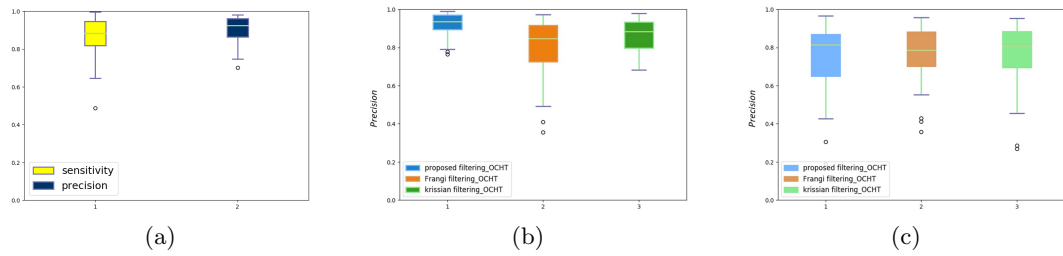 1.0
0.8
0.6
0.4
0.2
0.0
sensitivity
precision
1 2
(a)
Precision
1.0
0.8
0.6
0.4
0.2
0.0
proposed filtering_OCHT
Frangi filtering_OCHT
krissian filtering_OCHT
1 2 3
(b)
Precision
1.0
0.8
0.6
0.4
0.2
0.0
proposed filtering_OCHT
Frangi filtering_OCHT
krissian filtering_OCHT
1 2 3
(c)